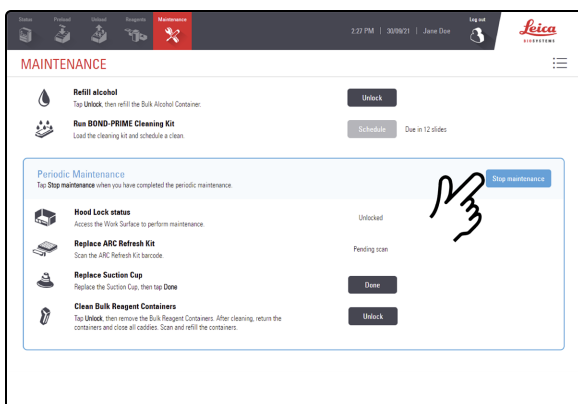 Status Preload Unload Reagents Maintenance
2:27 PM | 30/09/21 | Jane Doe
Log out
Leica
BIOSYSTEMS
MAINTENANCE
Refill alcohol
Tap Unlock, then refill the Bulk Alcohol Container.
Unlock
Run BOND-PRIME Cleaning Kit
Load the cleaning kit and schedule a clean.
Schedule Due in 12 slides
Periodic Maintenance
Tap Stop maintenance when you have completed the periodic maintenance.
Stop maintenance
Hood Lock status
Access the Work Surface to perform maintenance.
Unlocked
Replace ARC Refresh Kit
Scan the ARC Refresh Kit barcode.
Pending scan
Replace Suction Cup
Replace the Suction Cup, then tap Done
Done
Clean Bulk Reagent Containers
Tap Unlock, then remove the Bulk Reagent Containers. After cleaning, return the
containers and close all caddies. Scan and refill the containers.
Unlock